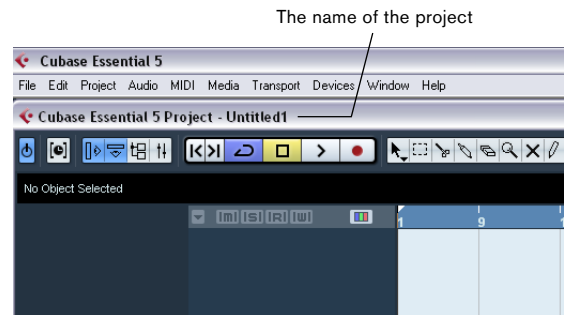 The name of the project
Cubase Essential 5
File Edit Project Audio MIDI Media Transport Devices Window Help
Cubase Essential 5 Project - Untitled1
No Object Selected
[M] [S] [R] [W]
1 9 1